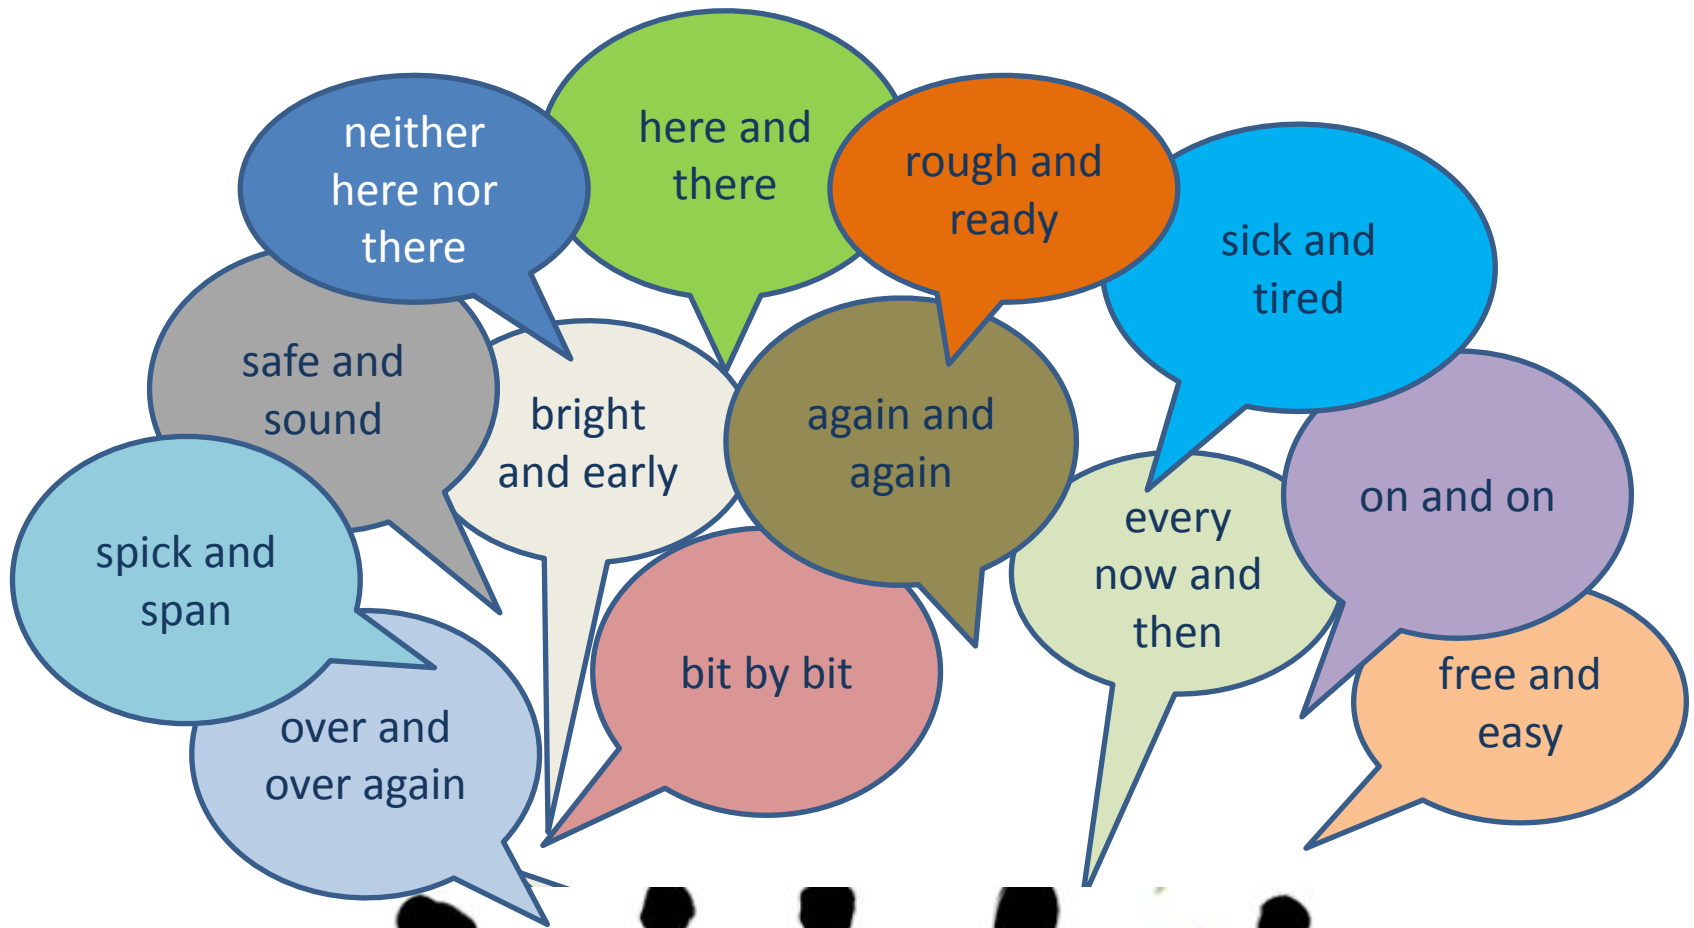 neither
here nor
there
here and
there
rough and
ready
sick and
tired
safe and
sound
bright
and early
again and
again
every
now and
then
on and on
spick and
span
bit by bit
free and
easy
over and
over again